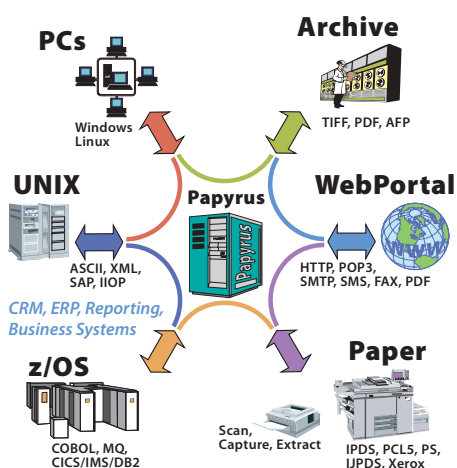 PCs
Archive
Windows
Linux
TIFF, PDF, AFP
UNIX
Papyrus
WebPortal
Papyrus
WWW
ASCII, XML,
SAP, IIOP
HTTP, POP3,
SMTP, SMS, FAX, PDF
CRM, ERP, Reporting,
Business Systems
z/OS
Paper
Scan,
Capture, Extract
COBOL, MQ,
CICS/IMS/DB2
IPDS, PCL5, PS,
IJPDS, Xerox